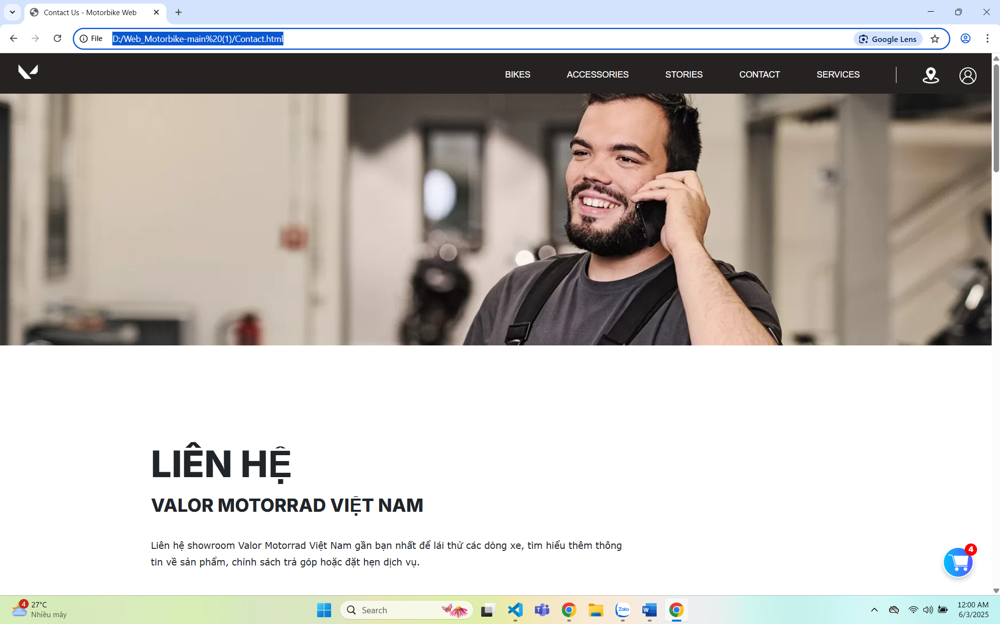 Contact Us - Motorbike Web
File
D:/Web_Motorbike-main%20(1)/Contact.html
Google Lens
BIKES
ACCESSORIES
STORIES
CONTACT
SERVICES
LIÊN HỆ
VALOR MOTORRAD VIỆT NAM
Liên hệ showroom Valor Motorrad Việt Nam gần bạn nhất để lái thử các dòng xe, tìm hiểu thêm thông
tin về sản phẩm, chính sách trả góp hoặc đặt hẹn dịch vụ.
4
4
27°C
Nhiều mây
Search
T
Zalo
W
12:00 AM
6/3/2025